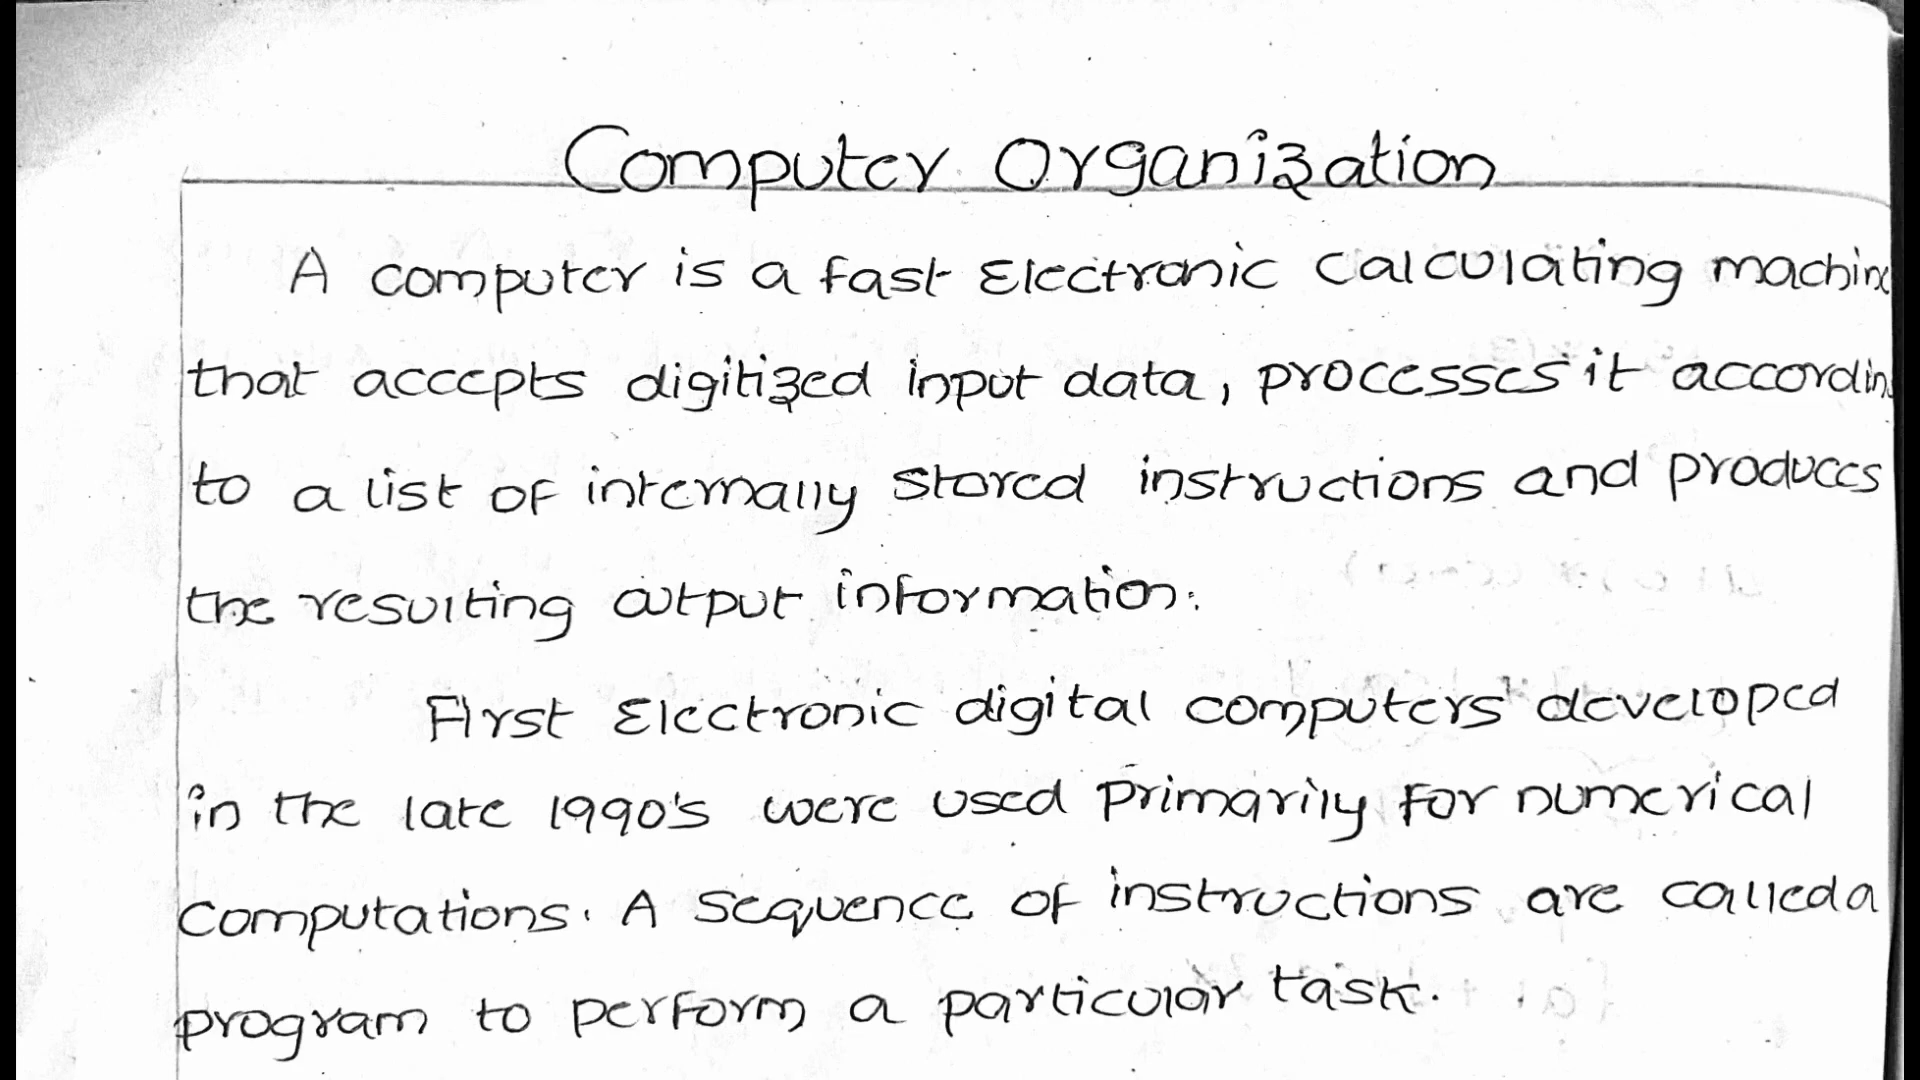 Computer Organization
A computer is a fast Electronic calculating machine
that accepts digitized input data, processes it accordin
to a list of internally stored instructions and produces
the resulting output information.
First Electronic digital computers developed
in the late 1990's were used primarily for numerical
computations. A sequence of instructions are called a
program to perform a particular task.